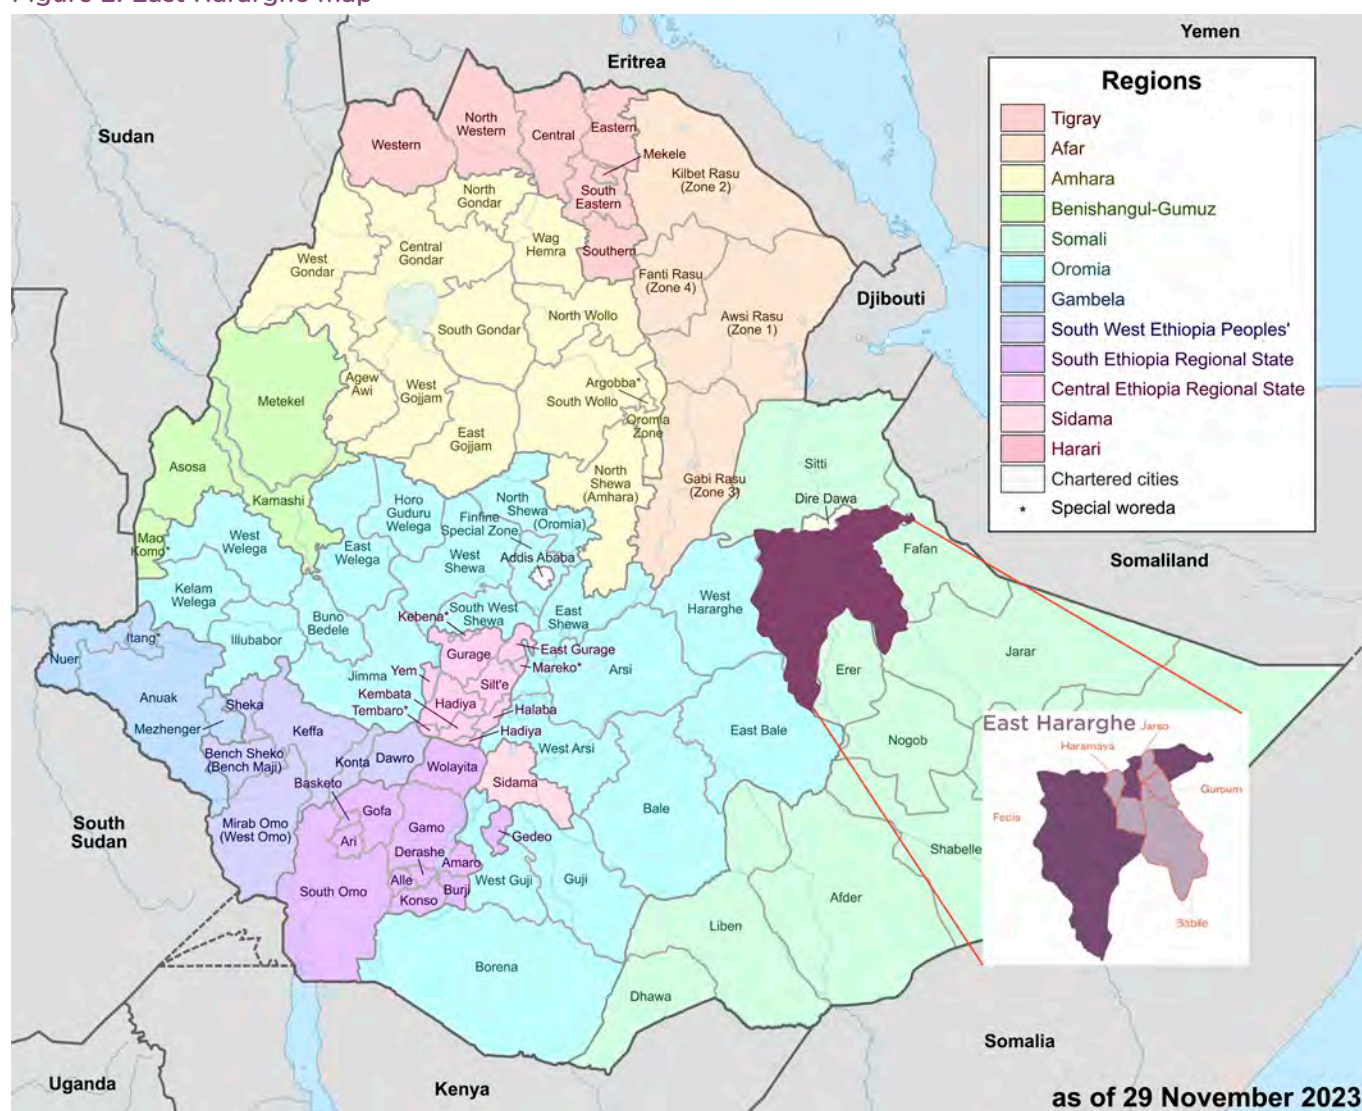 Figure 2: East Hararghe map
Yemen
Eritrea
Sudan
Djibouti
Somaliland
South
Sudan
Uganda
Kenya
Somalia
Regions
Tigray
Afar
Amhara
Benishangul-Gumuz
Somali
Oromia
Gambela
South West Ethiopia Peoples'
South Ethiopia Regional State
Central Ethiopia Regional State
Sidama
Harari
Chartered cities
* Special woreda
Western
North
Western
Central
Eastern
Mekele
South
Eastern
Southern
Kilbet Rasu
(Zone 2)
Fanti Rasu
(Zone 4)
Awsi Rasu
(Zone 1)
Gabi Rasu
(Zone 3)
North
Gondar
West
Gondar
Central
Gondar
Wag
Hemra
South Gondar
North Wollo
Agew
Awi
West
Gojjam
East
Gojjam
Argobba*
South Wollo
Oromia
Zone
North
Shewa
(Amhara)
Metekel
Asosa
Kamashi
Mao
Komo*
Sitti
Dire Dawa
Fafan
Jarar
Erer
Nogob
Shabelle
Afder
Liben
Dhawa
West
Welega
East
Welega
Horo
Guduru
Welega
North
Shewa
(Oromia)
Finfine
Special Zone
Addis Ababa
West
Shewa
Kelam
Welega
Buno
Bedele
Illubabor
Jimma
South West
Shewa
East
Shewa
Arsi
West
Hararghe
East Bale
West Arsi
Bale
West Guji
Guji
Borena
Kebena*
Gurage
East Gurage
Mareko*
Silt'e
Yem
Kembata
Tembaro*
Hadiya
Halaba
Hadiya
Sidama
Nuer
Itang*
Anuak
Mezhenger
Sheka
Keffa
Bench Sheko
(Bench Maji)
Konta
Dawro
Mirab Omo
(West Omo)
Basketo
Wolayita
Gofa
Ari
Gamo
Gedeo
Derashe
Amaro
Alle
Burji
Konso
South Omo
East Hararghe
Jarso
Haramaya
Fedis
Babile
as of 29 November 2023